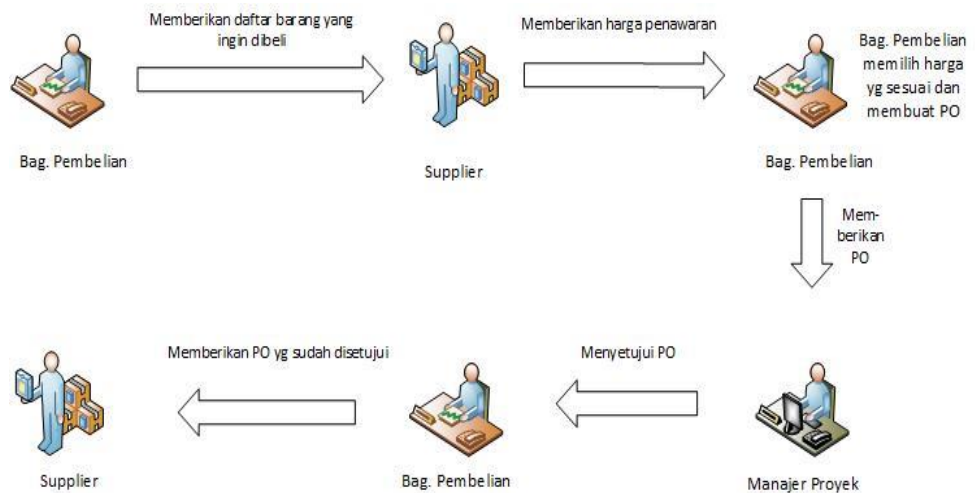 Memberikan daftar barang yang
ingin dibeli
Memberikan harga penawaran
Bag. Pembelian
memilih harga
yg sesuai dan
membuat PO
Bag. Pembelian
Supplier
Bag. Pembelian
Mem-
berikan
PO
Memberikan PO yg sudah disetujui
Menyetujui PO
Supplier
Bag. Pembelian
Manajer Proyek